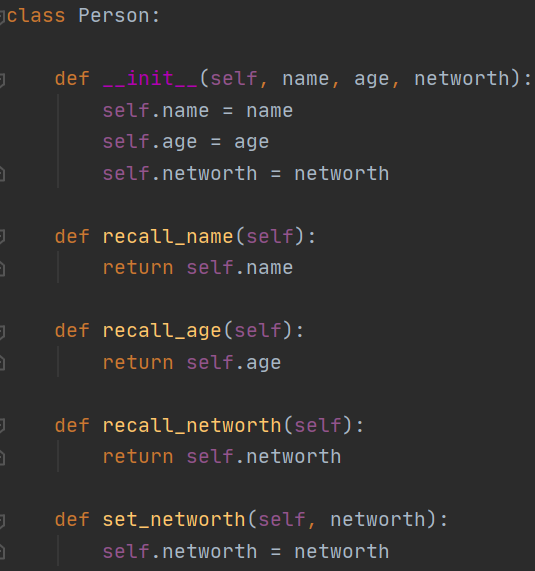 class Person:
    def __init__(self, name, age, networth):
        self.name = name
        self.age = age
        self.networth = networth
    def recall_name(self):
        return self.name
    def recall_age(self):
        return self.age
    def recall_networth(self):
        return self.networth
    def set_networth(self, networth):
        self.networth = networth